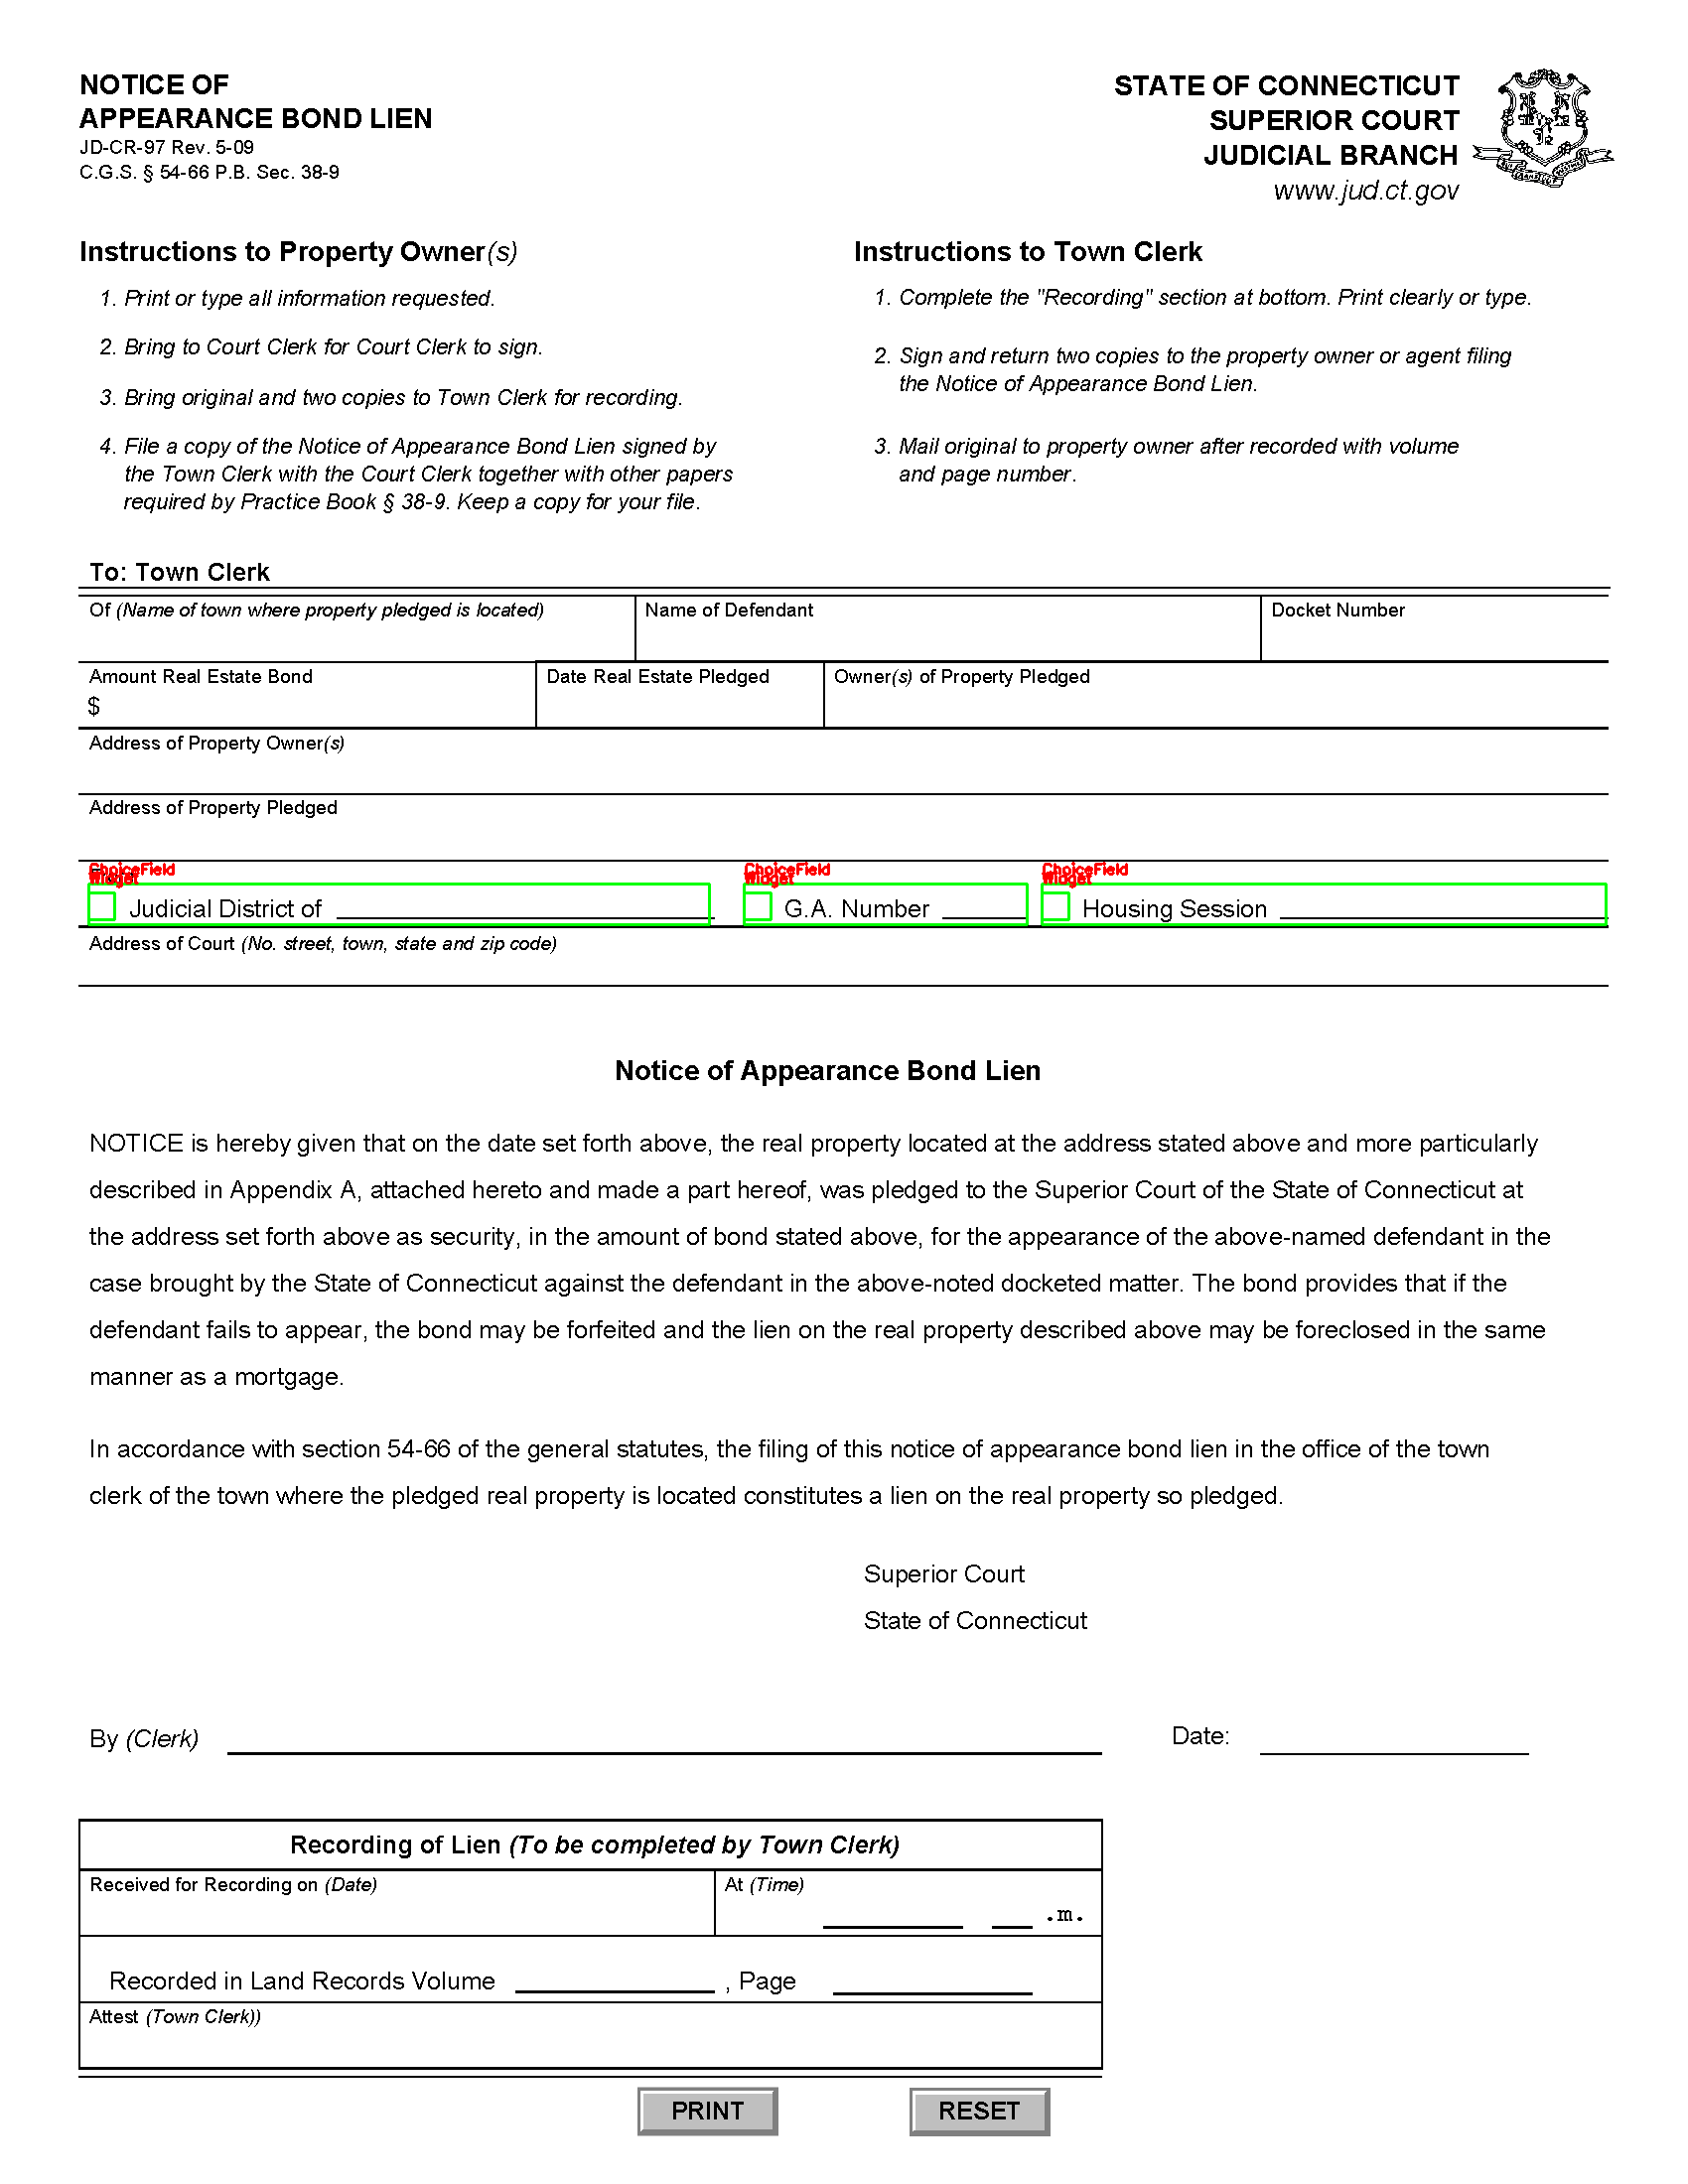 NOTICE OF
APPEARANCE BOND LIEN
JD-CR-97 Rev. 5-09
C.G.S. § 54-66 P.B. Sec. 38-9
STATE OF CONNECTICUT
SUPERIOR COURT
JUDICIAL BRANCH
www.jud.ct.gov
Instructions to Property Owner(s)
1. Print or type all information requested.
2. Bring to Court Clerk for Court Clerk to sign.
3. Bring original and two copies to Town Clerk for recording.
4. File a copy of the Notice of Appearance Bond Lien signed by
the Town Clerk with the Court Clerk together with other papers
required by Practice Book § 38-9. Keep a copy for your file.
Instructions to Town Clerk
1. Complete the "Recording" section at bottom. Print clearly or type.
2. Sign and return two copies to the property owner or agent filing
the Notice of Appearance Bond Lien.
3. Mail original to property owner after recorded with volume
and page number.
To: Town Clerk
Of (Name of town where property pledged is located) Name of Defendant Docket Number
Amount Real Estate Bond Date Real Estate Pledged Owner(s) of Property Pledged
$
Address of Property Owner(s)
Address of Property Pledged
ChoiceField ChoiceField ChoiceField
Widget Widget Widget
Judicial District of G.A. Number Housing Session
Address of Court (No. street, town, state and zip code)
Notice of Appearance Bond Lien
NOTICE is hereby given that on the date set forth above, the real property located at the address stated above and more particularly
described in Appendix A, attached hereto and made a part hereof, was pledged to the Superior Court of the State of Connecticut at
the address set forth above as security, in the amount of bond stated above, for the appearance of the above-named defendant in the
case brought by the State of Connecticut against the defendant in the above-noted docketed matter. The bond provides that if the
defendant fails to appear, the bond may be forfeited and the lien on the real property described above may be foreclosed in the same
manner as a mortgage.
In accordance with section 54-66 of the general statutes, the filing of this notice of appearance bond lien in the office of the town
clerk of the town where the pledged real property is located constitutes a lien on the real property so pledged.
Superior Court
State of Connecticut
By (Clerk) Date:
Recording of Lien (To be completed by Town Clerk)
Received for Recording on (Date) At (Time)
.m.
Recorded in Land Records Volume , Page
Attest (Town Clerk))
PRINT RESET